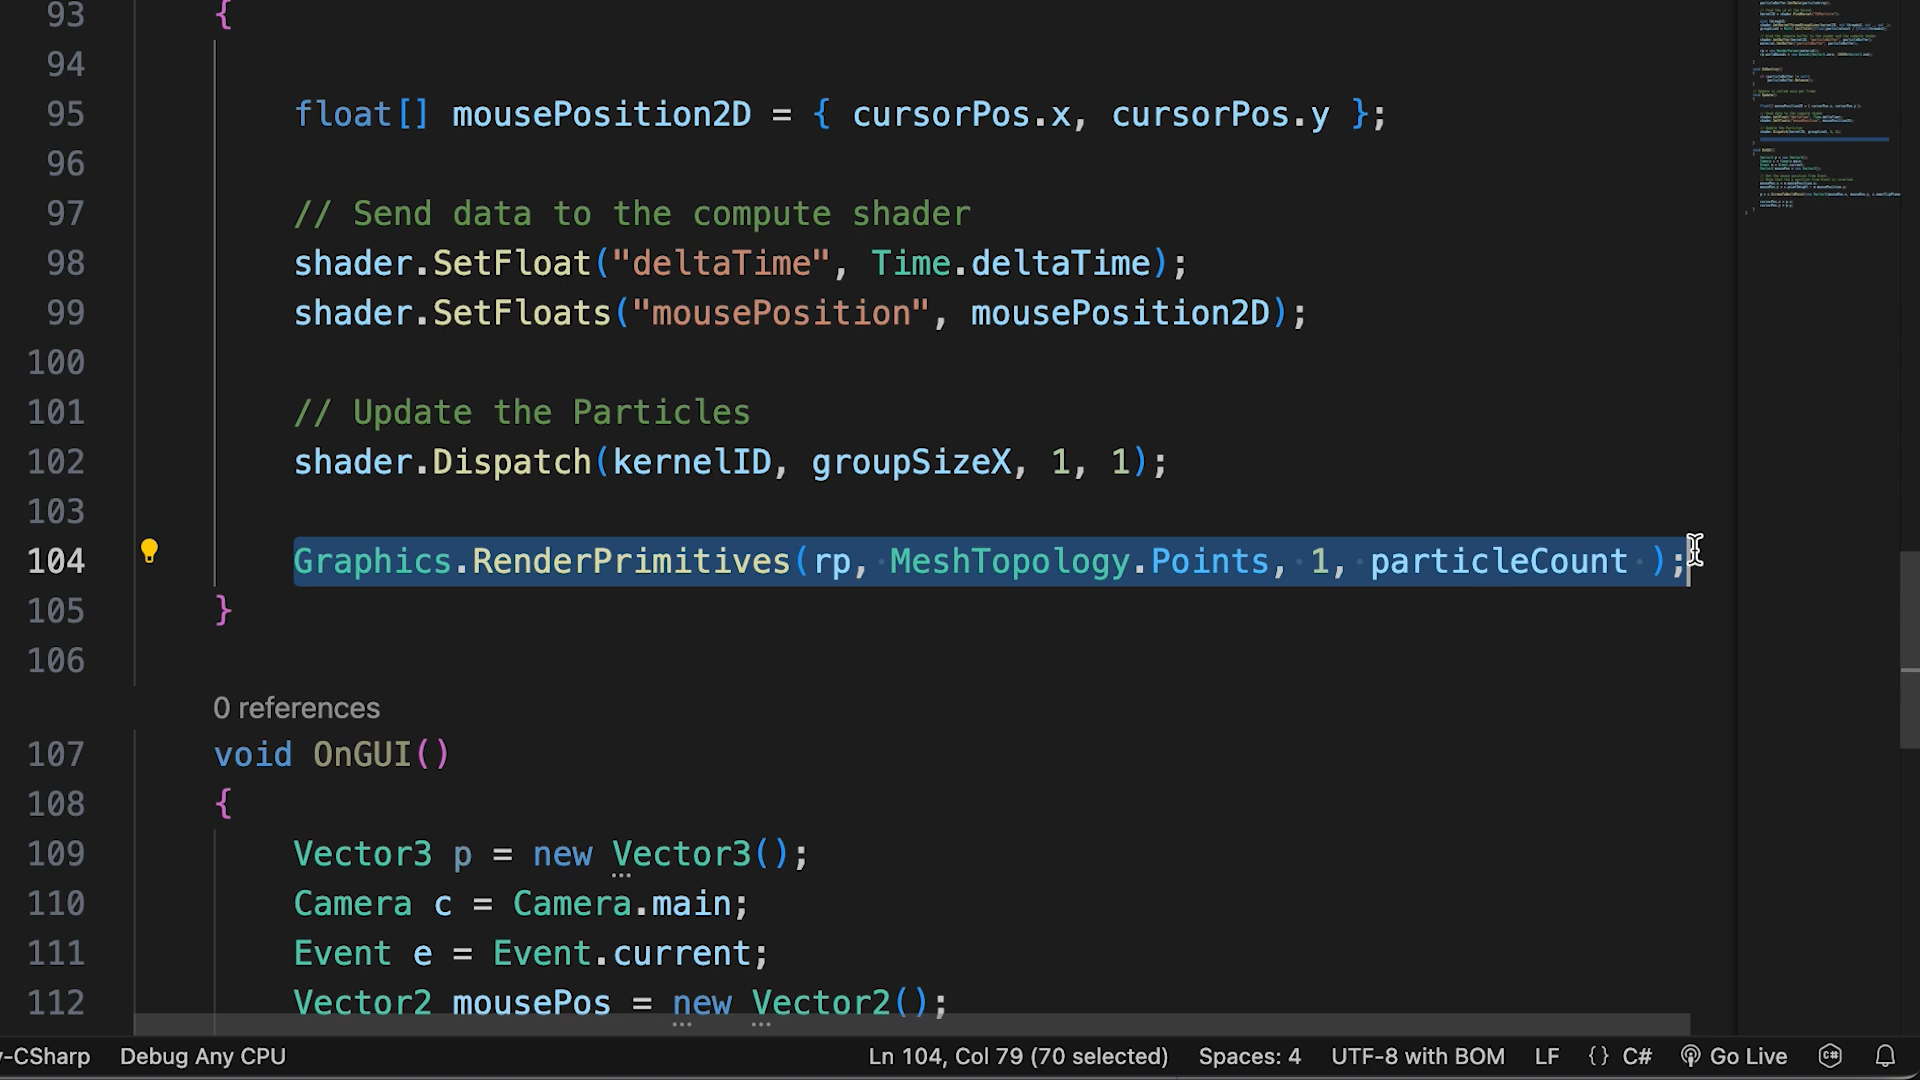 93 {
94
95 float[] mousePosition2D = { cursorPos.x, cursorPos.y };
96
97 // Send data to the compute shader
98 shader.SetFloat("deltaTime", Time.deltaTime);
99 shader.SetFloats("mousePosition", mousePosition2D);
100
101 // Update the Particles
102 shader.Dispatch(kernelID, groupSizeX, 1, 1);
103
104 Graphics.RenderPrimitives(rp, MeshTopology.Points, 1, particleCount );
105 }
106
0 references
107 void OnGUI()
108 {
109 Vector3 p = new Vector3();
110 Camera c = Camera.main;
111 Event e = Event.current;
112 Vector2 mousePos = new Vector2();
y-CSharp Debug Any CPU Ln 104, Col 79 (70 selected) Spaces: 4 UTF-8 with BOM LF {} C# Go Live